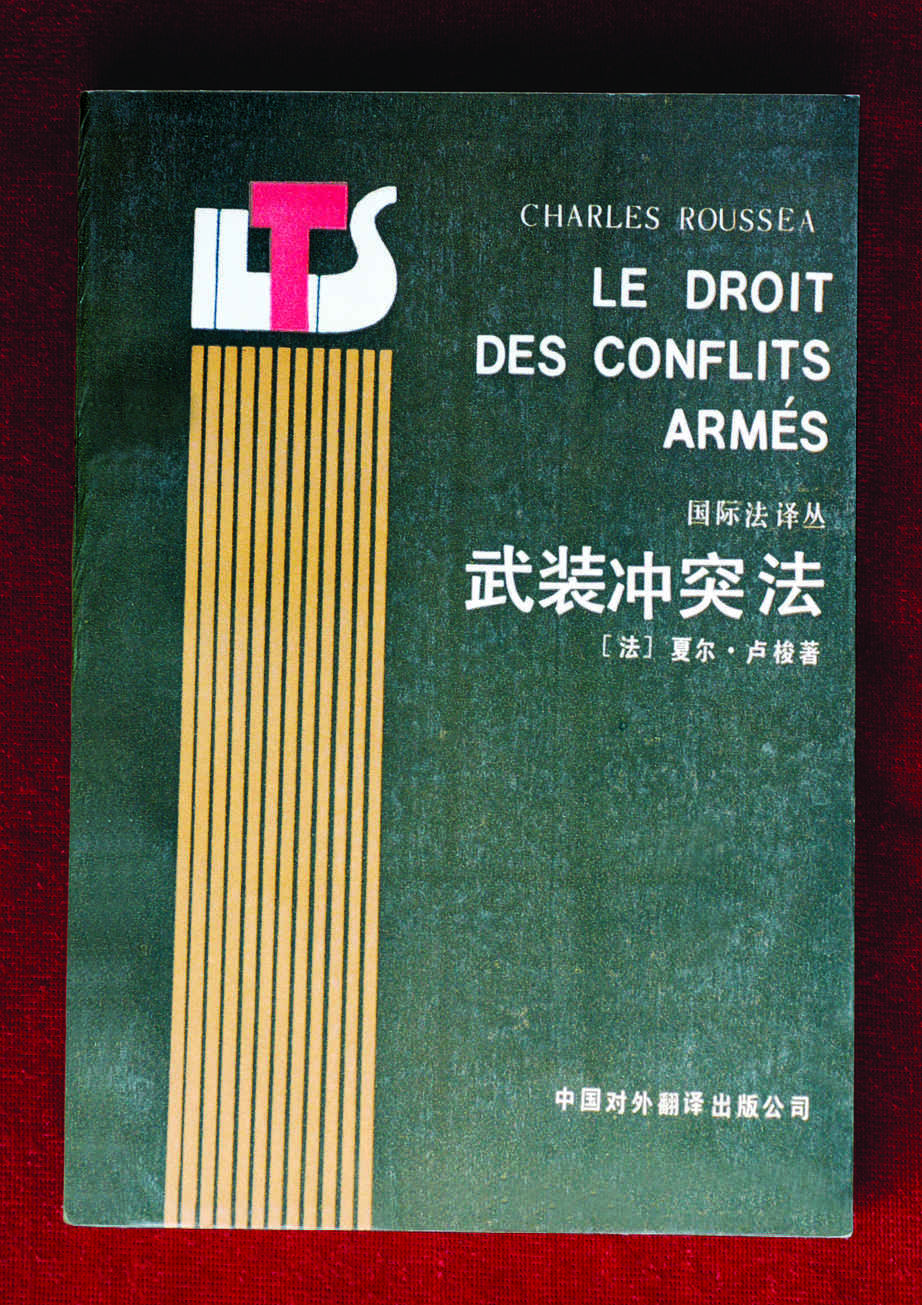 ILTS
CHARLES ROUSSEA
LE DROIT
DES CONFLITS
ARMÉS
国际法译丛
武装冲突法
［法］夏尔·卢梭著
中国对外翻译出版公司